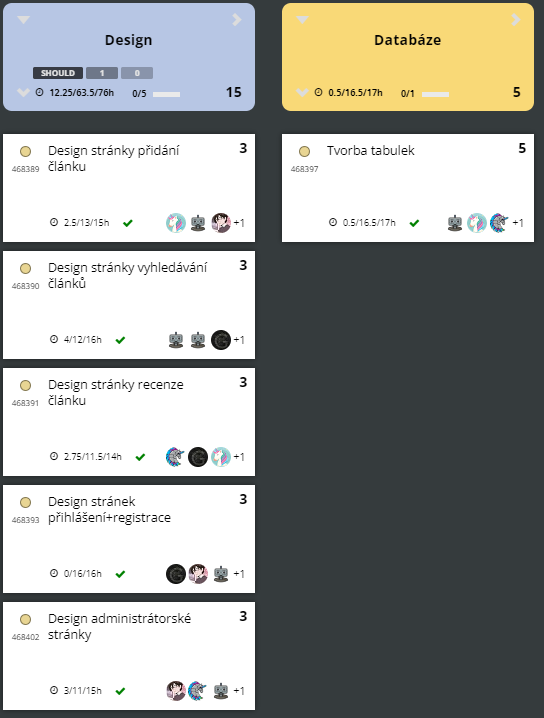 Design
SHOULD 1 0
12.25/63.5/76h 0/5 15
Design stránky přidání
článku
3
468389
2.5/13/15h +1
Design stránky vyhledávání
článků
3
468390
4/12/16h +1
Design stránky recenze
článku
3
468391
2.75/11.5/14h +1
Design stránek
přihlášení+registrace
3
468393
0/16/16h +1
Design administrátorské
stránky
3
468402
3/11/15h +1
Databáze
0.5/16.5/17h 0/1 5
Tvorba tabulek
5
468397
0.5/16.5/17h +1